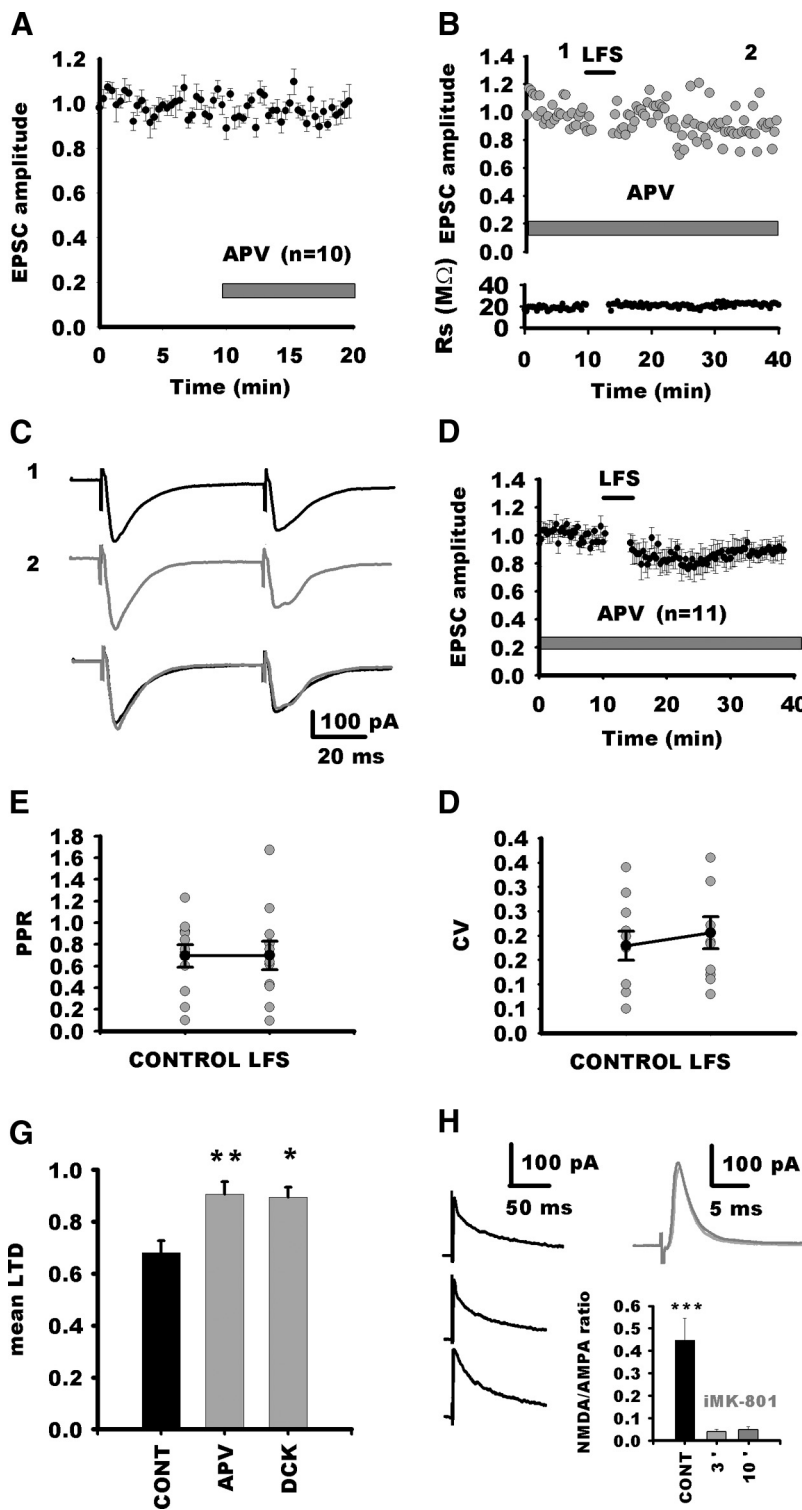 A
EPSC amplitude
1.2
1.0
0.8
0.6
0.4
0.2
0.0
APV (n=10)
0 5 10 15 20
Time (min)
B
EPSC amplitude
1.4
1.2
1.0
0.8
0.6
0.4
0.2
0.0
1 LFS 2
APV
Rs (MΩ)
40
20
0
0 10 20 30 40
Time (min)
C
1
2
100 pA
20 ms
D
EPSC amplitude
1.4
1.2
1.0
0.8
0.6
0.4
0.2
0.0
LFS
APV (n=11)
0 10 20 30 40
Time (min)
E
PPR
1.8
1.6
1.4
1.2
1.0
0.8
0.6
0.4
0.2
0.0
CONTROL LFS
D
CV
0.4
0.4
0.3
0.3
0.2
0.2
0.1
0.1
0.0
CONTROL LFS
G
mean LTD
1.0
0.8
0.6
0.4
0.2
0.0
** *
CONT APV DCK
H
100 pA
50 ms
100 pA
5 ms
NMDA/AMPA ratio
0.6
0.5
0.4
0.3
0.2
0.1
0.0
***
iMK-801
CONT 3 ' 10 '